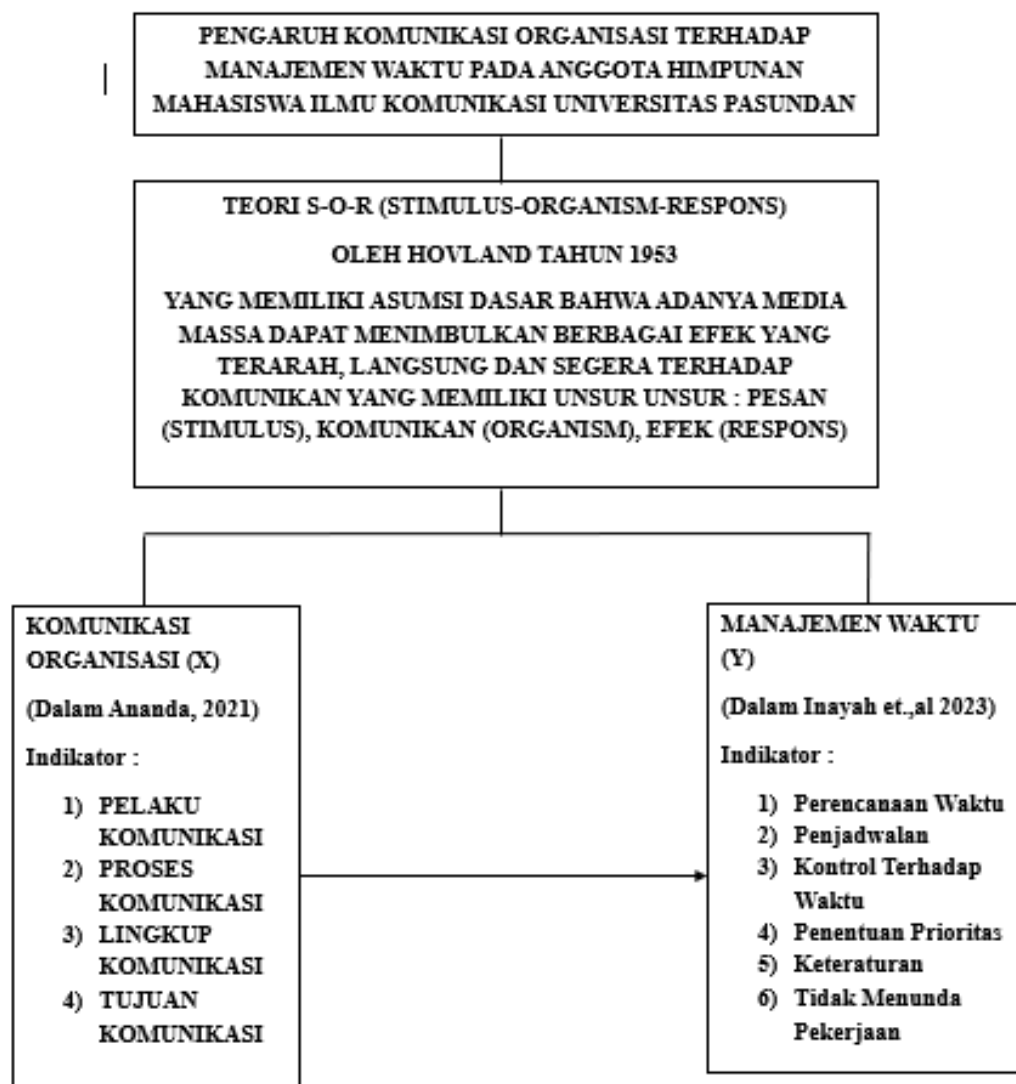 PENGARUH KOMUNIKASI ORGANISASI TERHADAP
MANAJEMEN WAKTU PADA ANGGOTA HIMPUNAN
MAHASISWA ILMU KOMUNIKASI UNIVERSITAS PASUNDAN
TEORI S-O-R (STIMULUS-ORGANISM-RESPONS)
OLEH HOVLAND TAHUN 1953
YANG MEMILIKI ASUMSI DASAR BAHWA ADANYA MEDIA
MASSA DAPAT MENIMBULKAN BERBAGAI EFEK YANG
TERARAH, LANGSUNG DAN SEGERA TERHADAP
KOMUNIKAN YANG MEMILIKI UNSUR UNSUR : PESAN
(STIMULUS), KOMUNIKAN (ORGANISM), EFEK (RESPONS)
KOMUNIKASI
ORGANISASI (X)
(Dalam Ananda, 2021)
Indikator :
1) PELAKU
KOMUNIKASI
2) PROSES
KOMUNIKASI
3) LINGKUP
KOMUNIKASI
4) TUJUAN
KOMUNIKASI
MANAJEMEN WAKTU
(Y)
(Dalam Inayah et.,al 2023)
Indikator :
1) Perencanaan Waktu
2) Penjadwalan
3) Kontrol Terhadap
Waktu
4) Penentuan Prioritas
5) Keteraturan
6) Tidak Menunda
Pekerjaan